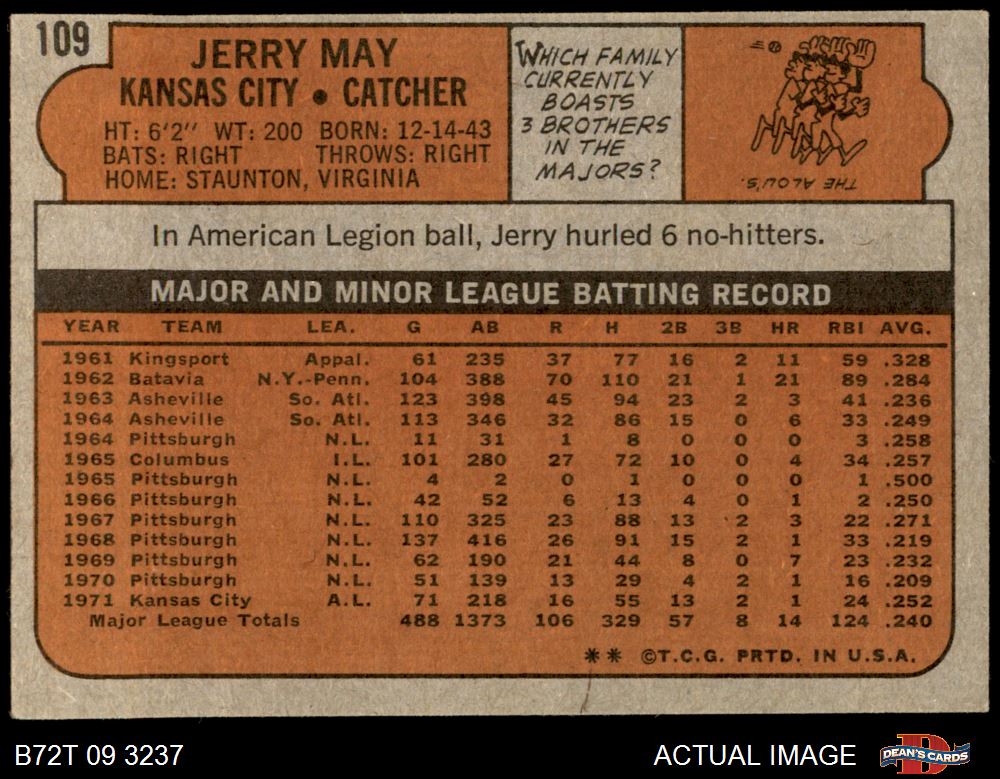 109
JERRY MAY
KANSAS CITY • CATCHER
HT: 6'2" WT: 200 BORN: 12-14-43
BATS: RIGHT THROWS: RIGHT
HOME: STAUNTON, VIRGINIA
WHICH FAMILY
CURRENTLY
BOASTS
3 BROTHERS
IN THE
MAJORS?
THE ALOU'S.
In American Legion ball, Jerry hurled 6 no-hitters.
MAJOR AND MINOR LEAGUE BATTING RECORD
YEAR TEAM LEA. G AB R H 2B 3B HR RBI AVG.
1961 Kingsport Appal. 61 235 37 77 16 2 11 59 .328
1962 Batavia N.Y.-Penn. 104 388 70 110 21 1 21 89 .284
1963 Asheville So. Atl. 123 398 45 94 23 2 3 41 .236
1964 Asheville So. Atl. 113 346 32 86 15 0 6 33 .249
1964 Pittsburgh N.L. 11 31 1 8 0 0 0 3 .258
1965 Columbus I.L. 101 280 27 72 10 0 4 34 .257
1965 Pittsburgh N.L. 4 2 0 1 0 0 0 1 .500
1966 Pittsburgh N.L. 42 52 6 13 4 0 1 2 .250
1967 Pittsburgh N.L. 110 325 23 88 13 2 3 22 .271
1968 Pittsburgh N.L. 137 416 26 91 15 2 1 33 .219
1969 Pittsburgh N.L. 62 190 21 44 8 0 7 23 .232
1970 Pittsburgh N.L. 51 139 13 29 4 2 1 16 .209
1971 Kansas City A.L. 71 218 16 55 13 2 1 24 .252
Major League Totals 488 1373 106 329 57 8 14 124 .240
** ©T.C.G. PRTD. IN U.S.A.
B72T 09 3237
ACTUAL IMAGE
DEAN'S CARDS